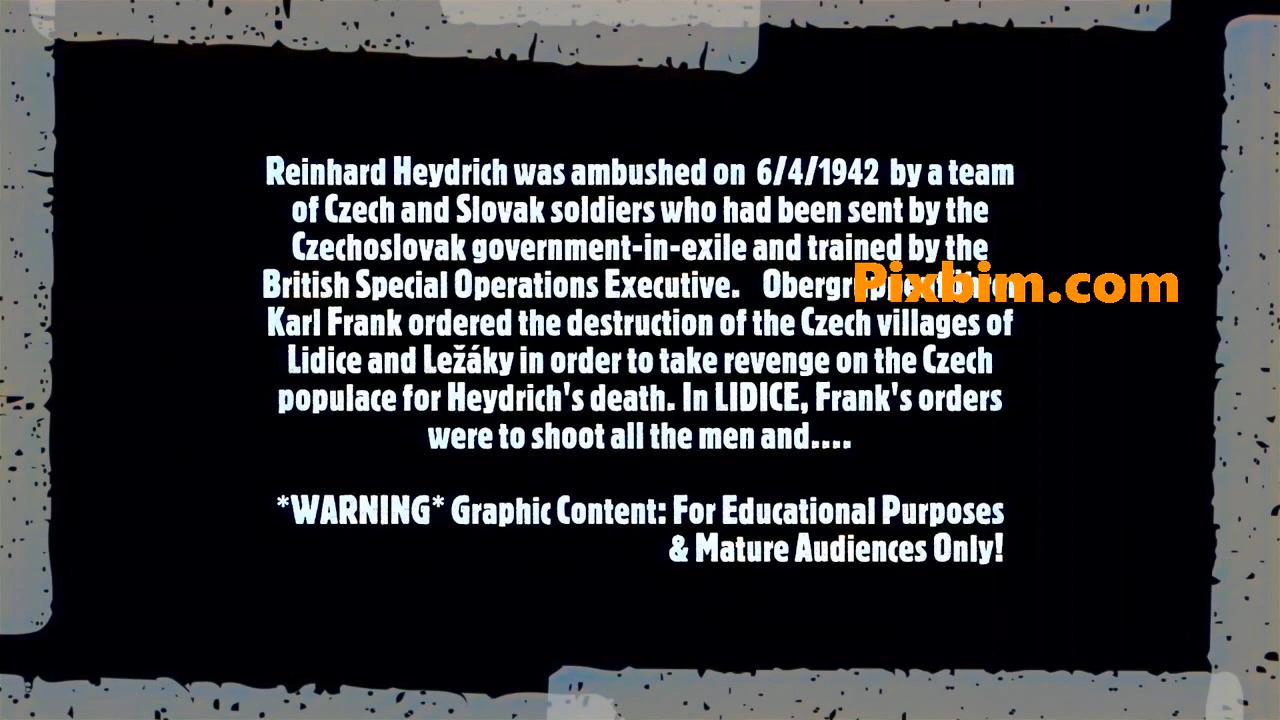 Reinhard Heydrich was ambushed on 6/4/1942 by a team
of Czech and Slovak soldiers who had been sent by the
Czechoslovak government-in-exile and trained by the
British Special Operations Executive.
Pixbim.com
Karl Frank ordered the destruction of the Czech villages of
Lidice and Ležáky in order to take revenge on the Czech
populace for Heydrich's death. In LIDICE, Frank's orders
were to shoot all the men and....
*WARNING* Graphic Content: For Educational Purposes
& Mature Audiences Only!